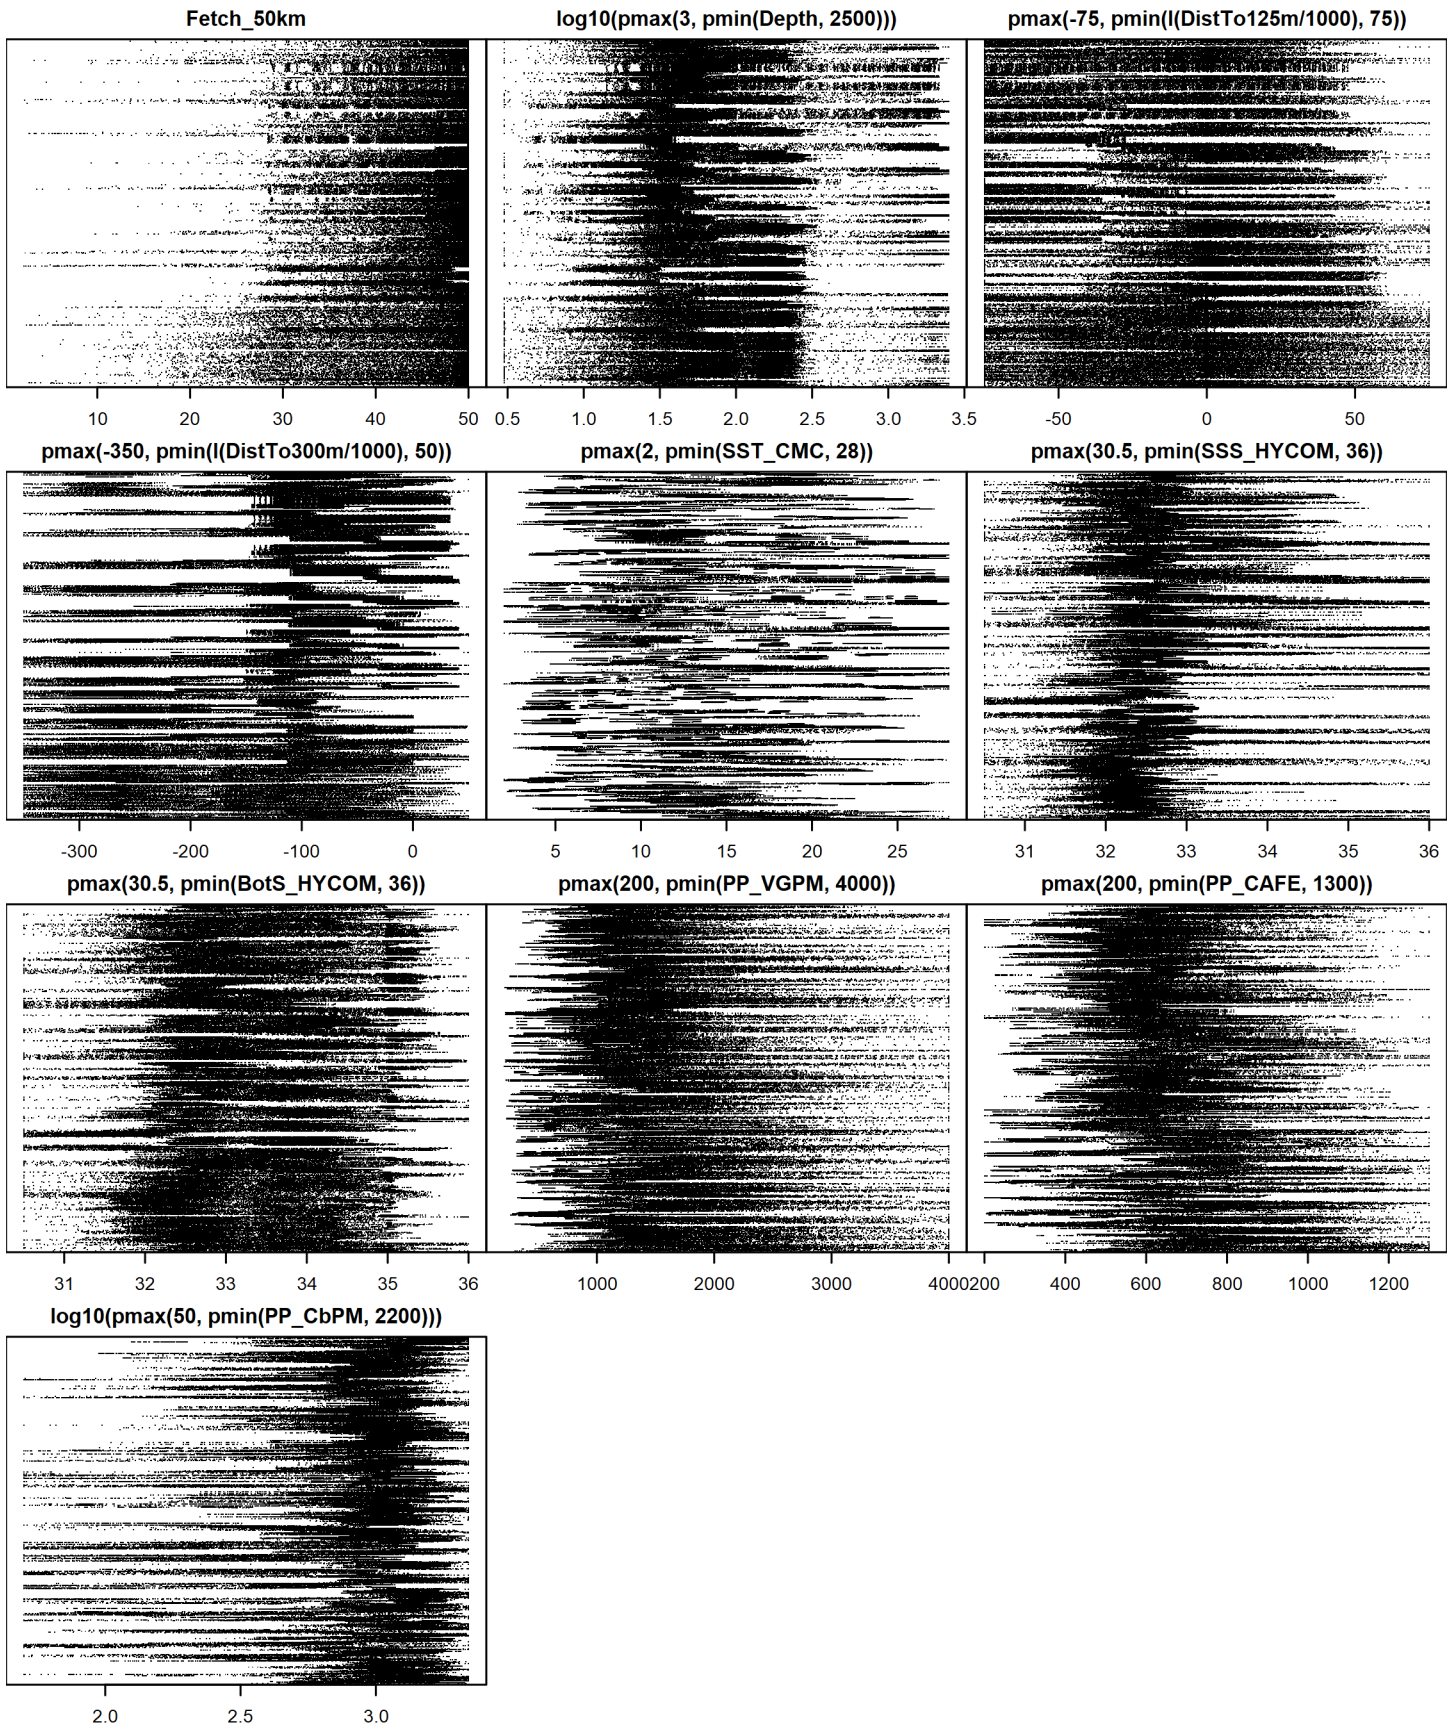 Fetch_50km log10(pmax(3, pmin(Depth, 2500))) pmax(-75, pmin(I(DistTo125m/1000), 75))
10 20 30 40 50 0.5 1.0 1.5 2.0 2.5 3.0 3.5 -50 0 50
pmax(-350, pmin(I(DistTo300m/1000), 50)) pmax(2, pmin(SST_CMC, 28)) pmax(30.5, pmin(SSS_HYCOM, 36))
-300 -200 -100 0 5 10 15 20 25 31 32 33 34 35 36
pmax(30.5, pmin(BotS_HYCOM, 36)) pmax(200, pmin(PP_VGPM, 4000)) pmax(200, pmin(PP_CAFE, 1300))
31 32 33 34 35 36 1000 2000 3000 4000 200 400 600 800 1000 1200
log10(pmax(50, pmin(PP_CbPM, 2200)))
2.0 2.5 3.0